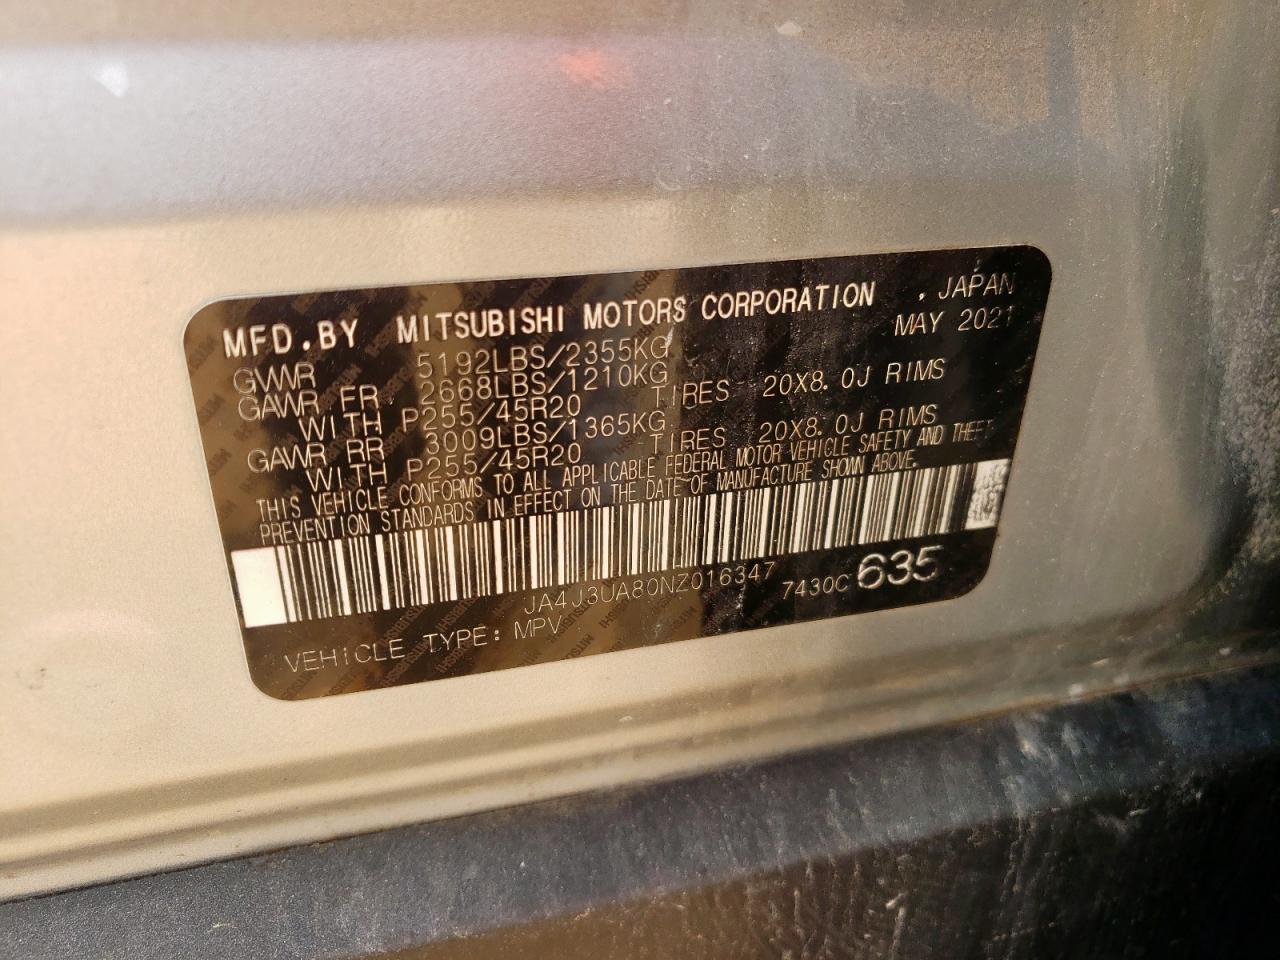 MFD.BY MITSUBISHI MOTORS CORPORATION , JAPAN
MAY 2021
GVWR 5192LBS/2355KG
GAWR FR 2668LBS/1210KG
WITH P255/45R20 TIRES 20X8.0J RIMS
GAWR RR 3009LBS/1365KG
WITH P255/45R20 TIRES 20X8.0J RIMS
THIS VEHICLE CONFORMS TO ALL APPLICABLE FEDERAL MOTOR VEHICLE SAFETY AND THEFT
PREVENTION STANDARDS IN EFFECT ON THE DATE OF MANUFACTURE SHOWN ABOVE.
JA4J3UA80NZ016347 7430C 635
VEHICLE TYPE: MPV